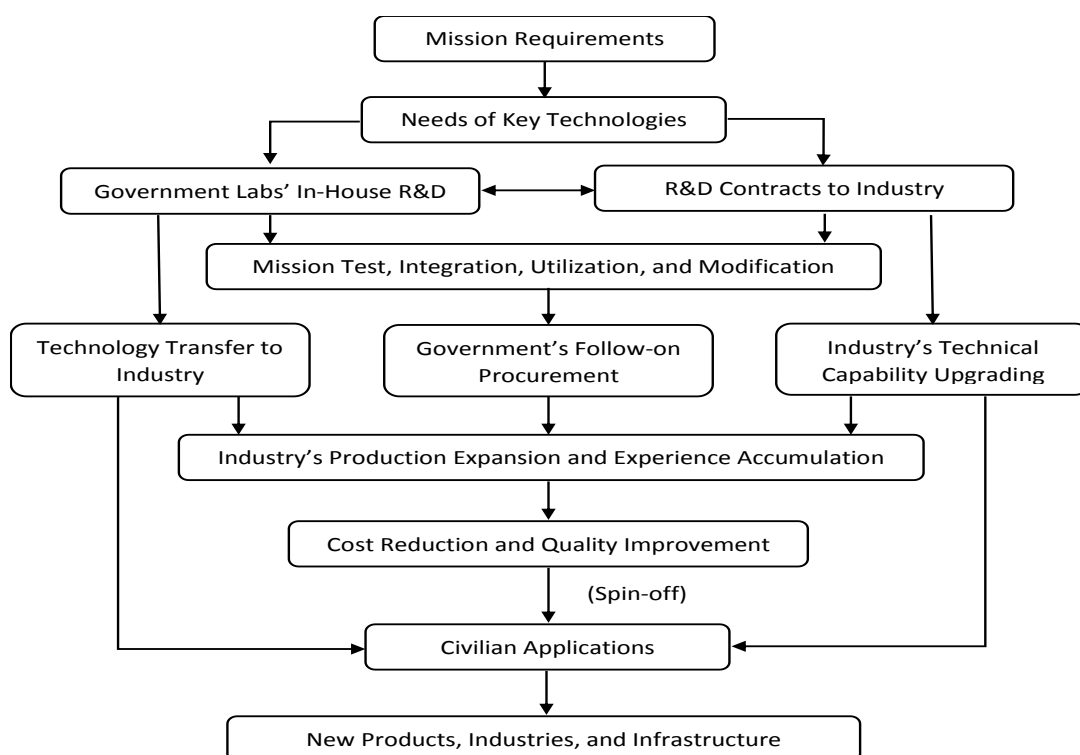 Mission Requirements
Needs of Key Technologies
Government Labs’ In-House R&D
R&D Contracts to Industry
Mission Test, Integration, Utilization, and Modification
Technology Transfer to
Industry
Government’s Follow-on
Procurement
Industry’s Technical
Capability Upgrading
Industry’s Production Expansion and Experience Accumulation
Cost Reduction and Quality Improvement
(Spin-off)
Civilian Applications
New Products, Industries, and Infrastructure